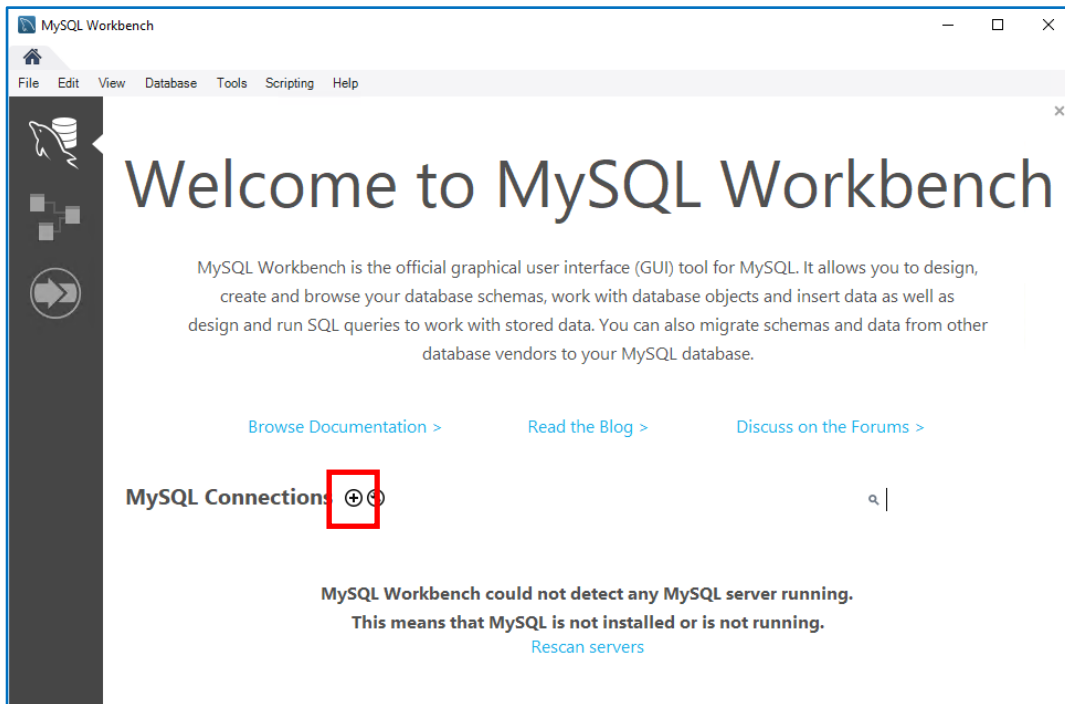 MySQL Workbench
File Edit View Database Tools Scripting Help
Welcome to MySQL Workbench
MySQL Workbench is the official graphical user interface (GUI) tool for MySQL. It allows you to design,
create and browse your database schemas, work with database objects and insert data as well as
design and run SQL queries to work with stored data. You can also migrate schemas and data from other
database vendors to your MySQL database.
Browse Documentation > Read the Blog > Discuss on the Forums >
MySQL Connections
MySQL Workbench could not detect any MySQL server running.
This means that MySQL is not installed or is not running.
Rescan servers